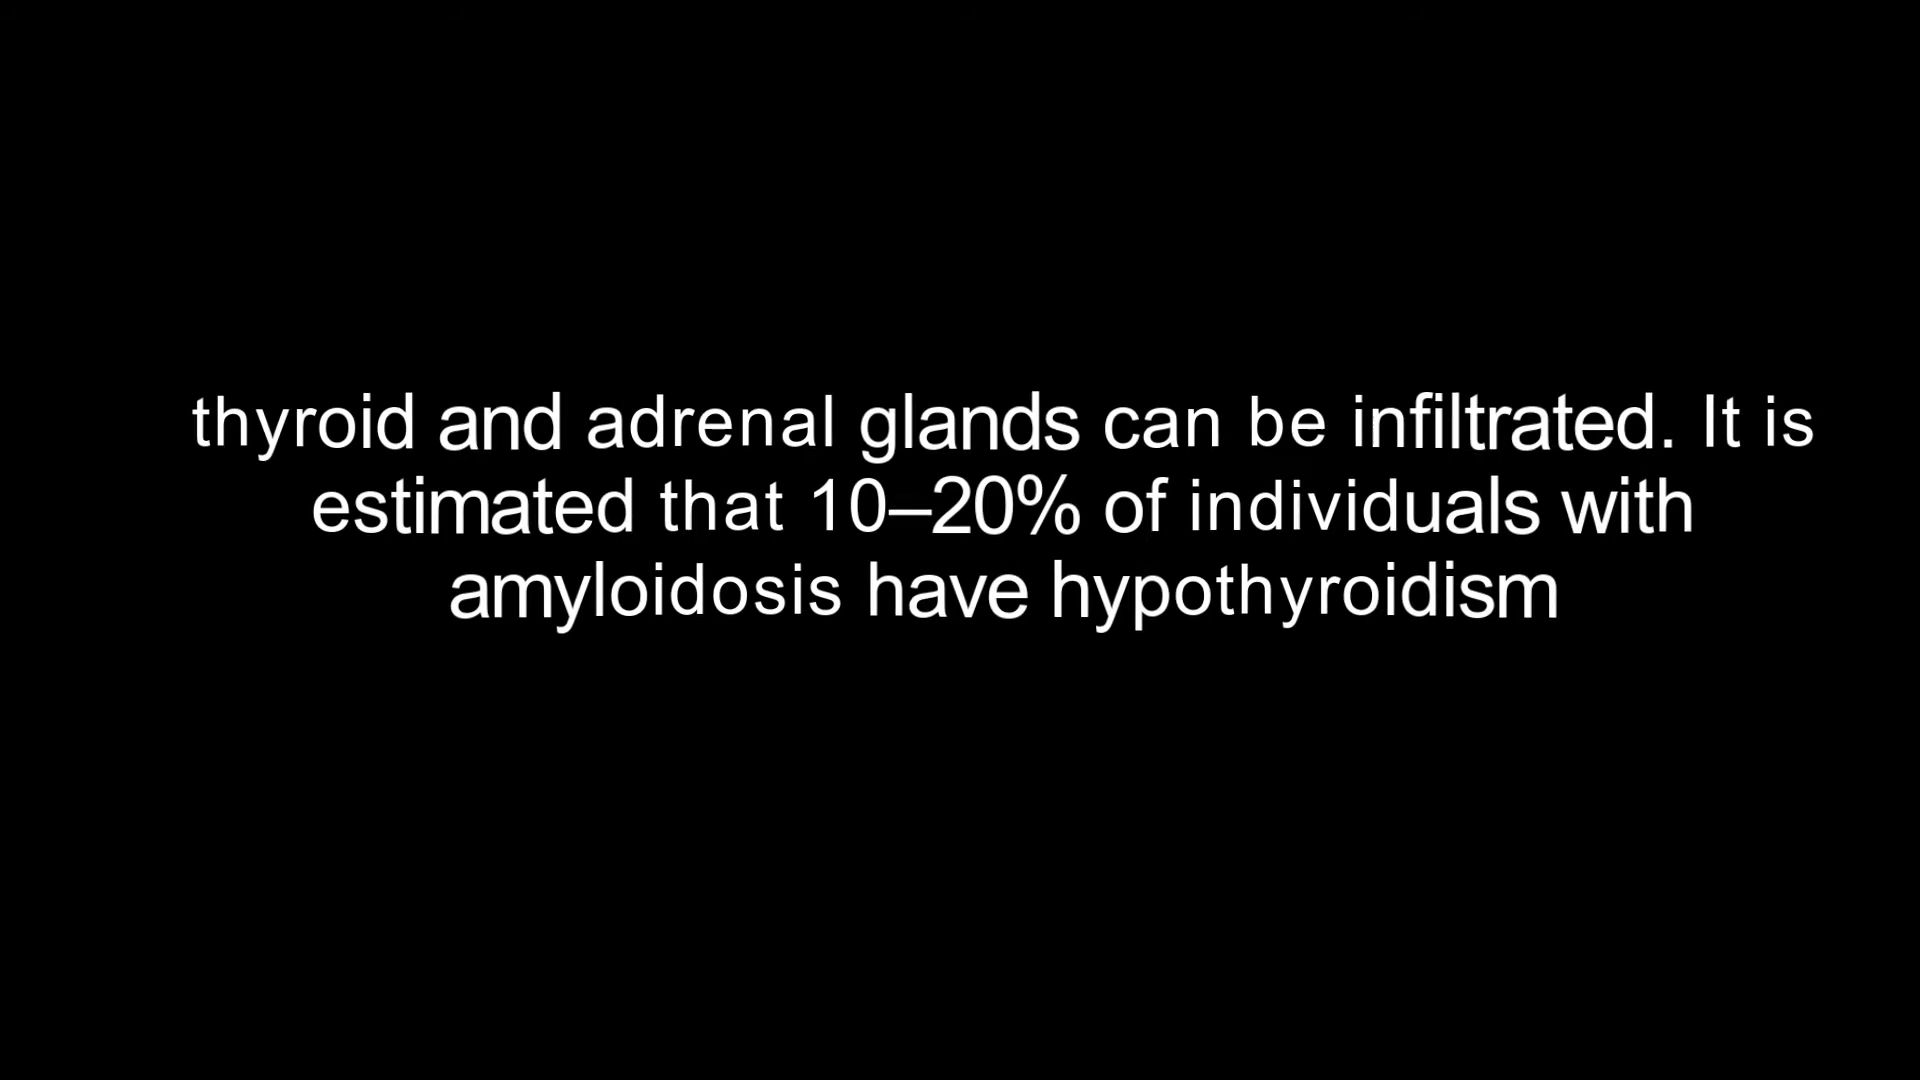 thyroid and adrenal glands can be infiltrated. It is
estimated that 10–20% of individuals with
amyloidosis have hypothyroidism